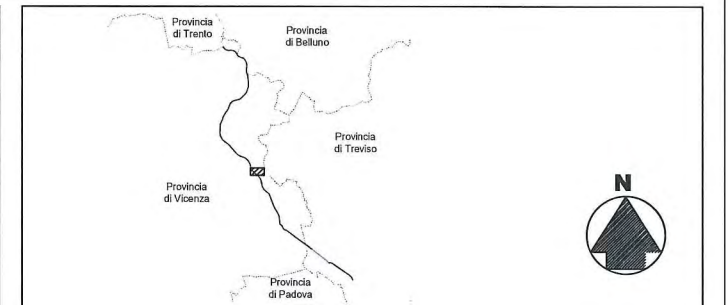 Provincia
di Trento
Provincia
di Belluno
Provincia
di Treviso
Provincia
di Vicenza
N
Provincia
di Padova